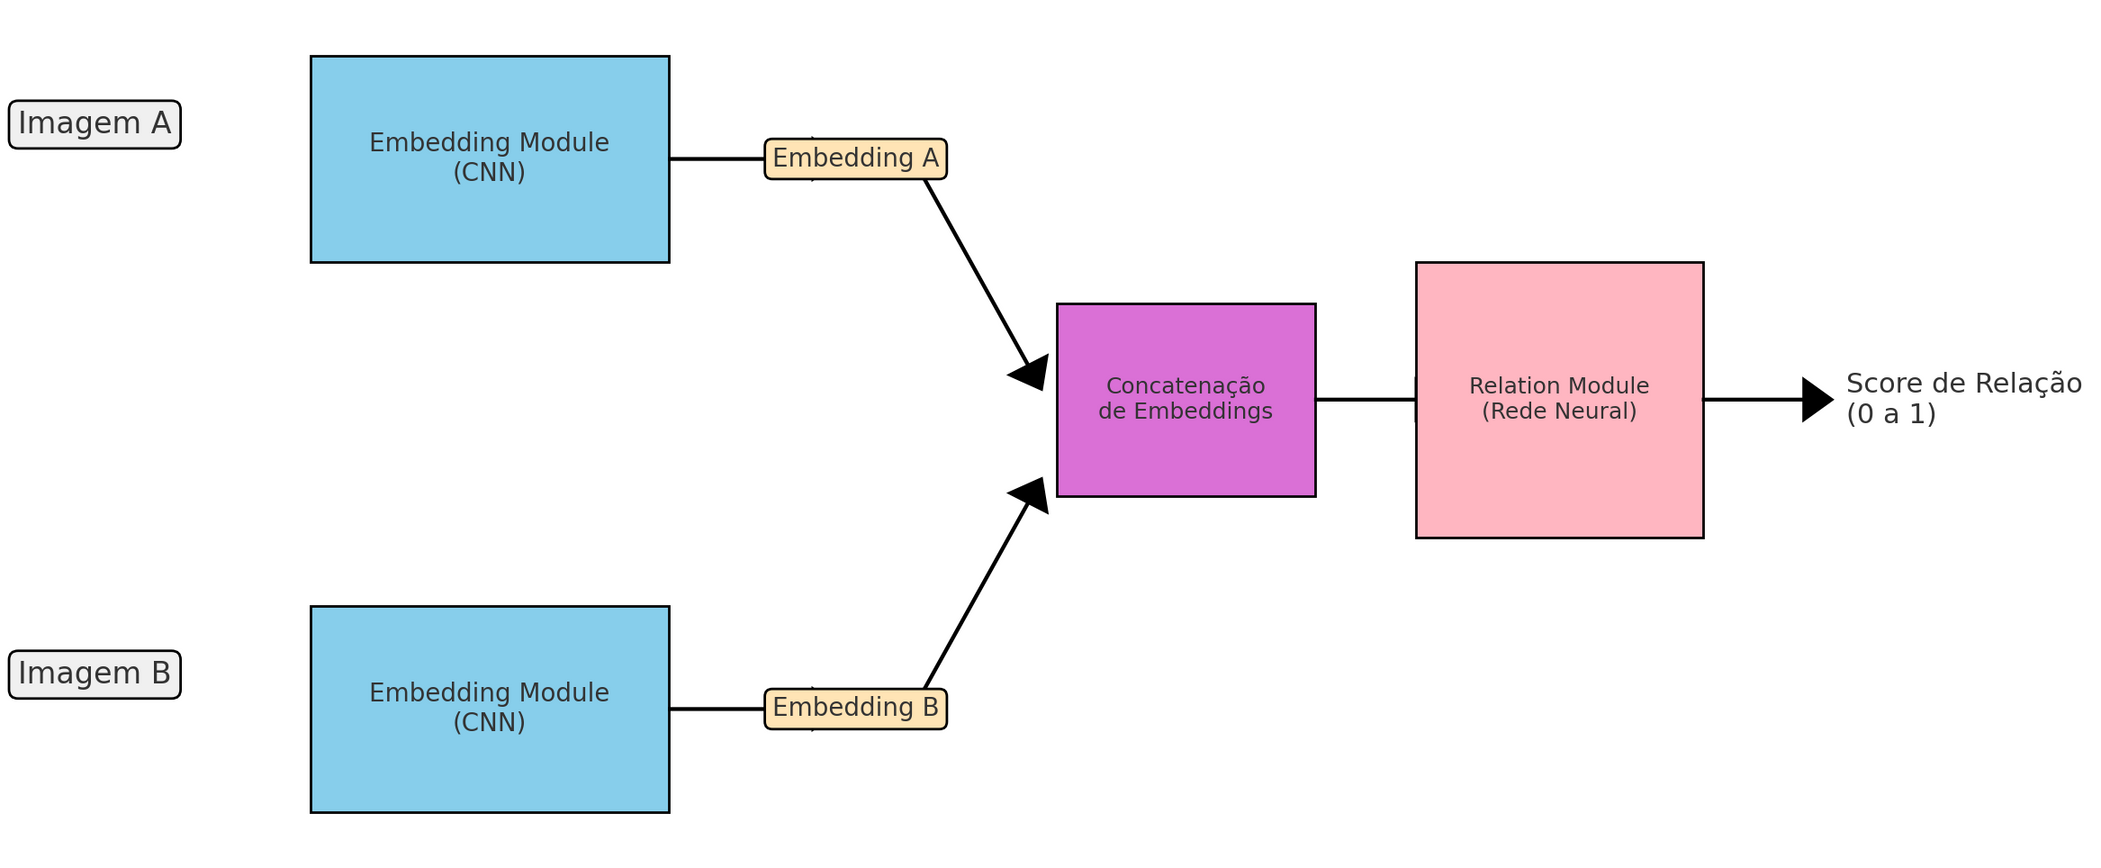 Imagem A
Embedding Module
(CNN)
Embedding A
Concatenação
de Embeddings
Relation Module
(Rede Neural)
Score de Relação
(0 a 1)
Imagem B
Embedding Module
(CNN)
Embedding B